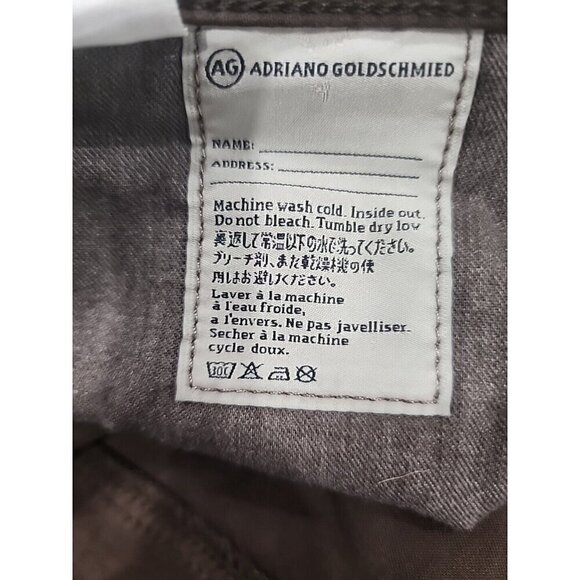 AG ADRIANO GOLDSCHMIED
NAME:
ADDRESS:
Machine wash cold. Inside out.
Do not bleach. Tumble dry low
裏返して常温以下の水で洗ってください。
ブリーチ剤、また乾燥機の使
用はお避けください。
Laver à la machine
à l'eau froide,
a l'envers. Ne pas javelliser.
Secher à la machine
cycle doux.
30C